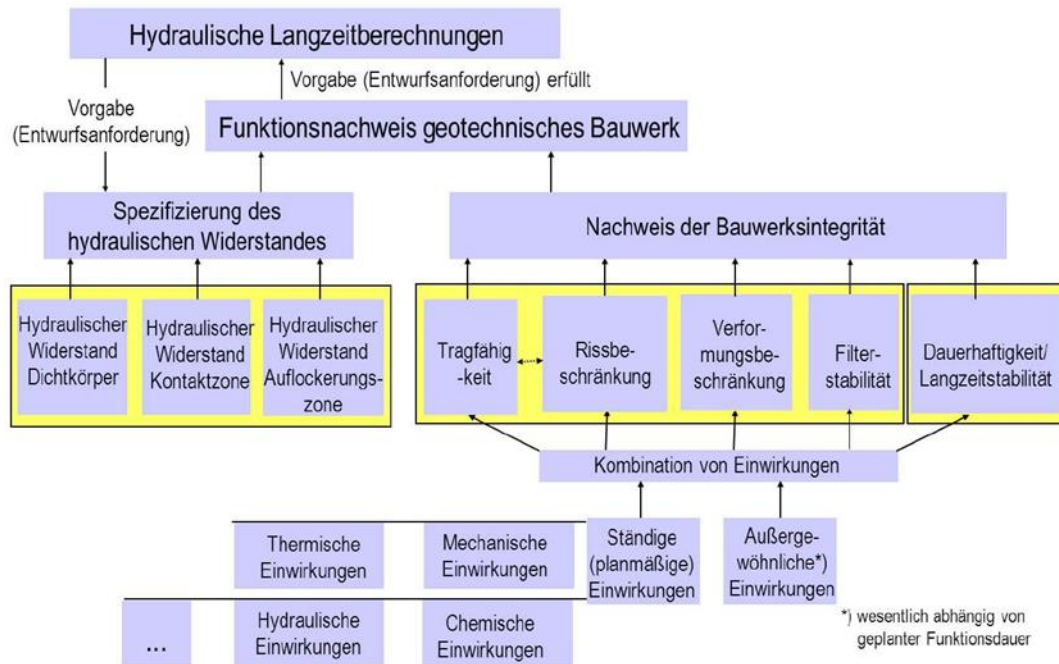 Hydraulische Langzeitberechnungen
Vorgabe (Entwurfsanforderung) erfüllt
Vorgabe
(Entwurfsanforderung)
Funktionsnachweis geotechnisches Bauwerk
Spezifizierung des
hydraulischen Widerstandes
Nachweis der Bauwerksintegrität
Hydraulischer
Widerstand
Dichtkörper
Hydraulischer
Widerstand
Kontaktzone
Hydraulischer
Widerstand
Auflockerungs-
zone
Tragfähig
-keit
Rissbe-
schränkung
Verfor-
mungsbe-
schränkung
Filter-
stabilität
Dauerhaftigkeit/
Langzeitstabilität
Kombination von Einwirkungen
Thermische
Einwirkungen
Mechanische
Einwirkungen
Ständige
(planmäßige)
Einwirkungen
Außerge-
wöhnliche*)
Einwirkungen
...
Hydraulische
Einwirkungen
Chemische
Einwirkungen
*) wesentlich abhängig von
geplanter Funktionsdauer